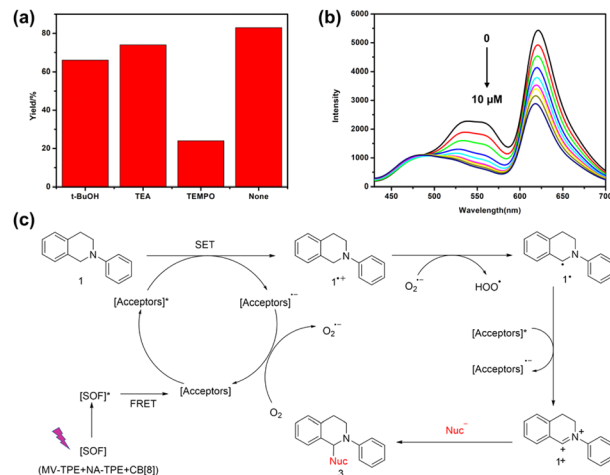 (a)
80
60
40
20
0
Yield/%
t-BuOH
TEA
TEMPO
None
(b)
6000
5000
4000
3000
2000
1000
0
Intensity
0
10 μM
450
500
550
600
650
700
Wavelength(nm)
(c)
1
N
SET
[Acceptors]*
[Acceptors]•−
N
1•+
O2•−
HOO•
N
1•
[Acceptors]*
[Acceptors]•−
O2•−
[SOF]*
FRET
[Acceptors]
O2
[SOF]
(MV-TPE+NA-TPE+CB[8])
N
Nuc
3
Nuc−
N+
+
1+